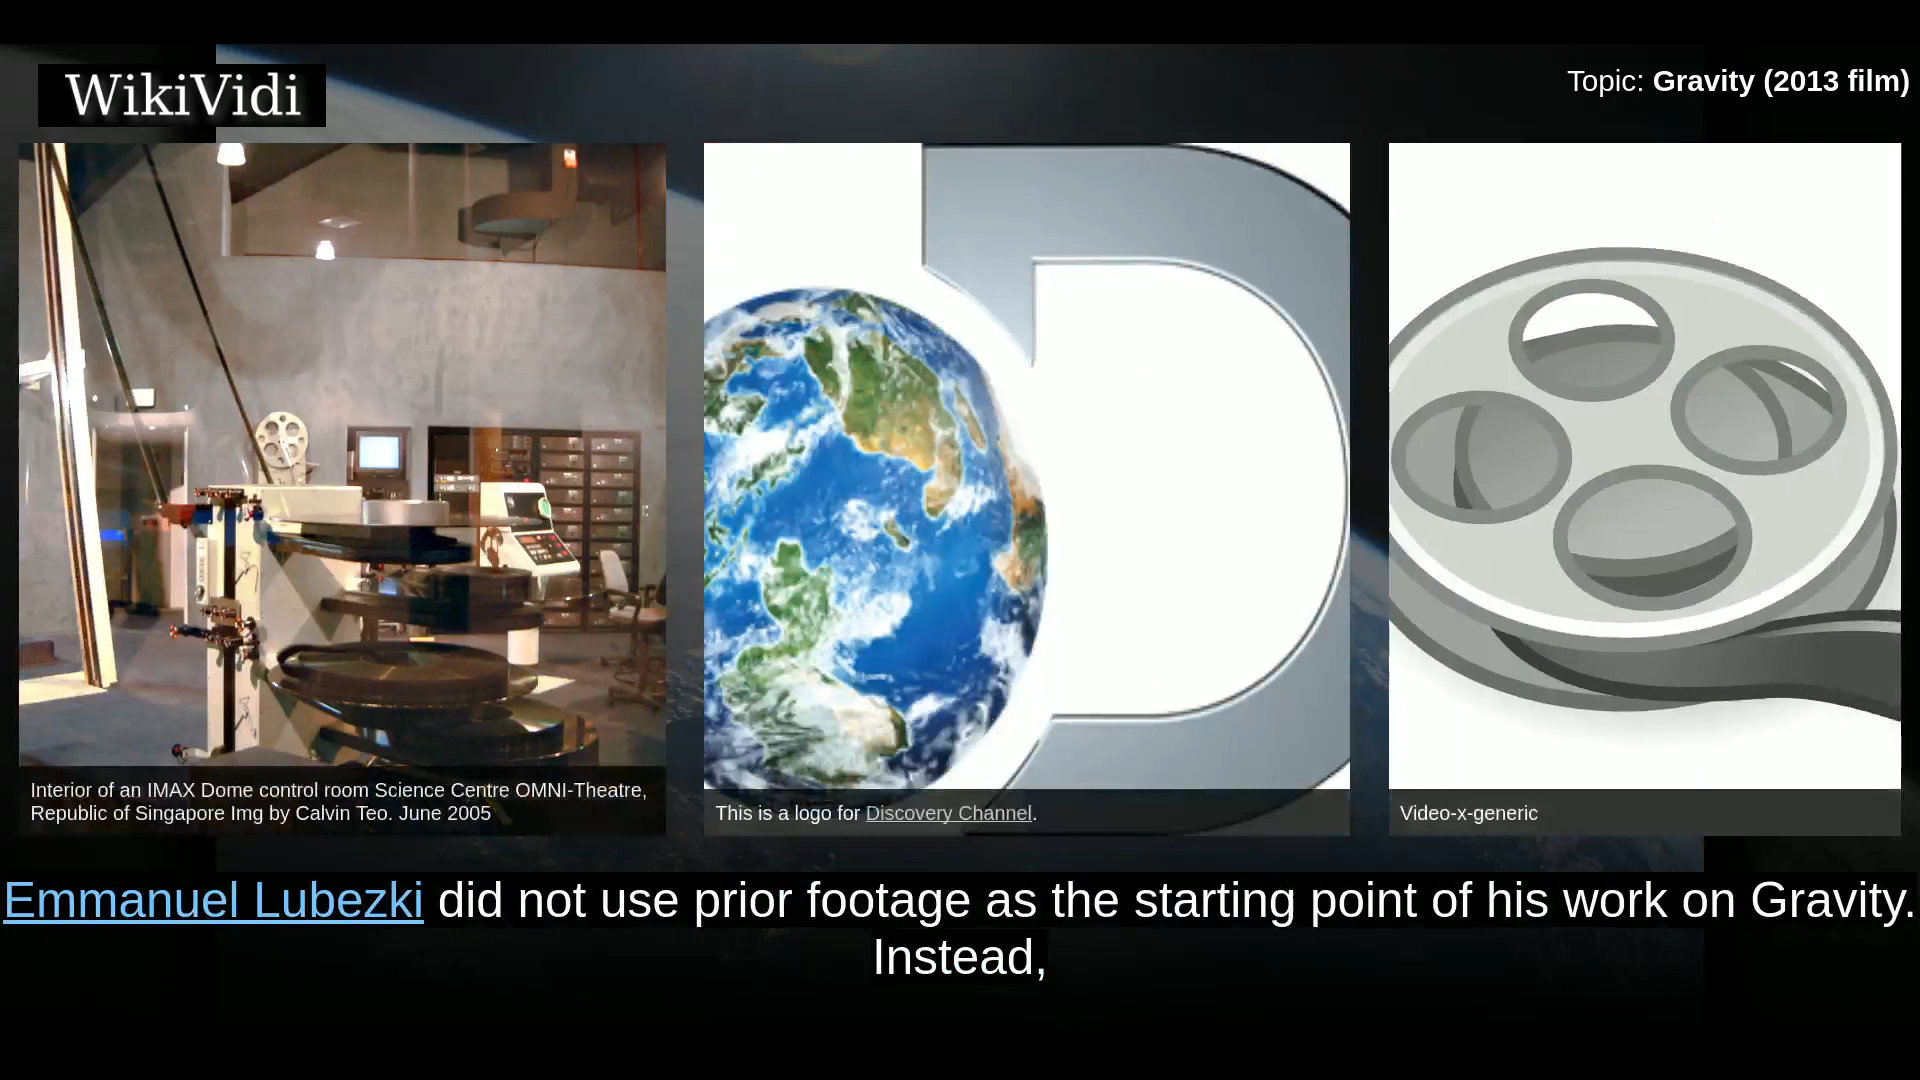 WikiVidi
Topic: Gravity (2013 film)
Interior of an IMAX Dome control room Science Centre OMNI-Theatre,
Republic of Singapore Img by Calvin Teo. June 2005
This is a logo for Discovery Channel.
Video-x-generic
Emmanuel Lubezki did not use prior footage as the starting point of his work on Gravity.
Instead,